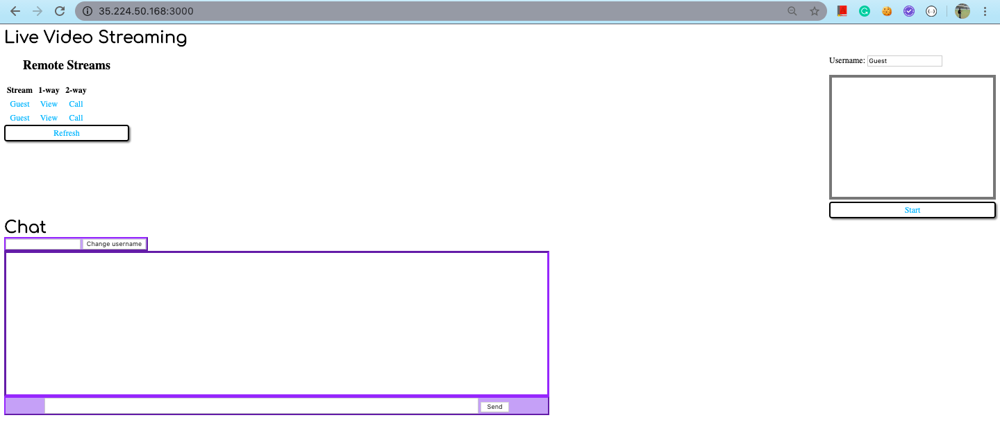 35.224.50.168:3000
Live Video Streaming
Remote Streams
Stream 1-way 2-way
Guest View Call
Guest View Call
Refresh
Username: Guest
Start
Chat
Change username
Send